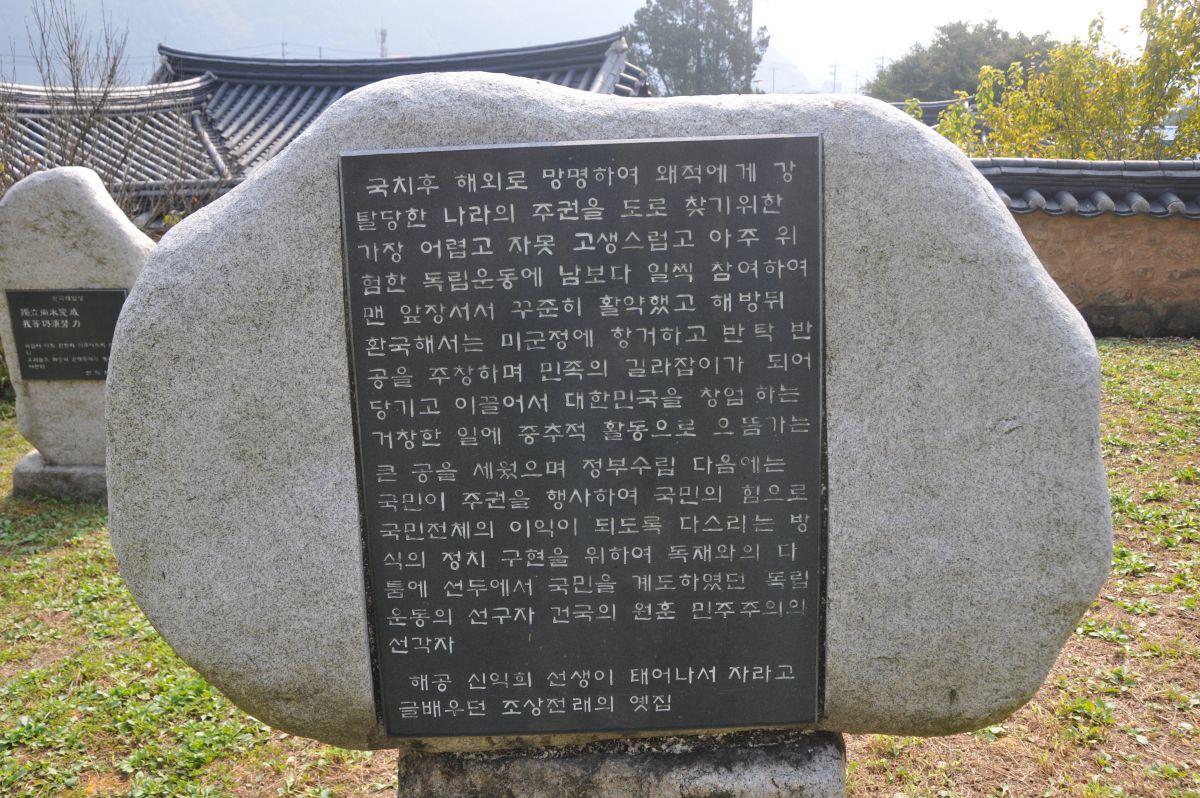 국치후 해외로 망명하여 왜적에게 강
탈당한 나라의 주권을 도로 찾기위한
가장 어렵고 자못 고생스럽고 아주 위
험한 독립운동에 남보다 일찍 참여하여
맨 앞장서서 꾸준히 활약했고 해방뒤
환국해서는 미군정에 항거하고 반탁 반
공을 주창하며 민족의 길라잡이가 되어
당기고 이끌어서 대한민국을 창업 하는
거창한 일에 중추적 활동으로 으뜸가는
큰 공을 세웠으며 정부수립 다음에는
국민이 주권을 행사하여 국민의 힘으로
국민전체의 이익이 되도록 다스리는 방
식의 정치 구현을 위하여 독재와의 다
툼에 선두에서 국민을 계도하였던 독립
운동의 선구자 건국의 원훈 민주주의의
선각자
해공 신익희 선생이 태어나서 자라고
글배우던 조상전래의 옛집
獨立尙未完成
我等仍須努力